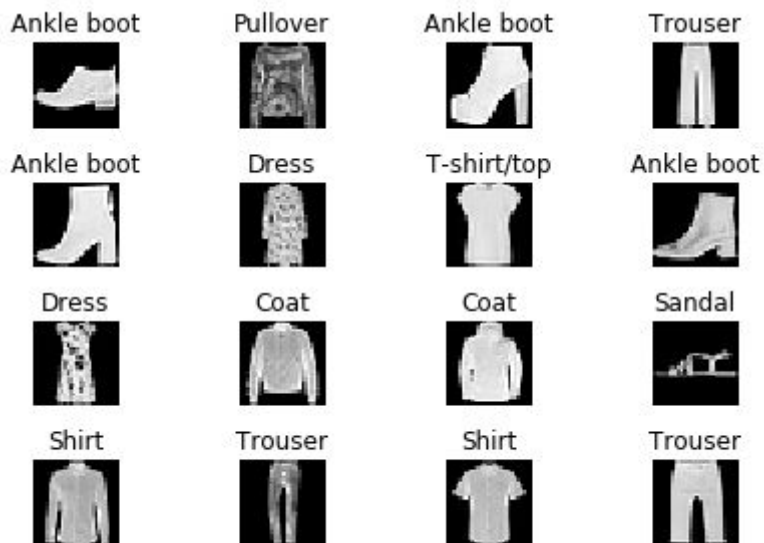 Ankle boot Pullover Ankle boot Trouser
Ankle boot Dress T-shirt/top Ankle boot
Dress Coat Coat Sandal
Shirt Trouser Shirt Trouser